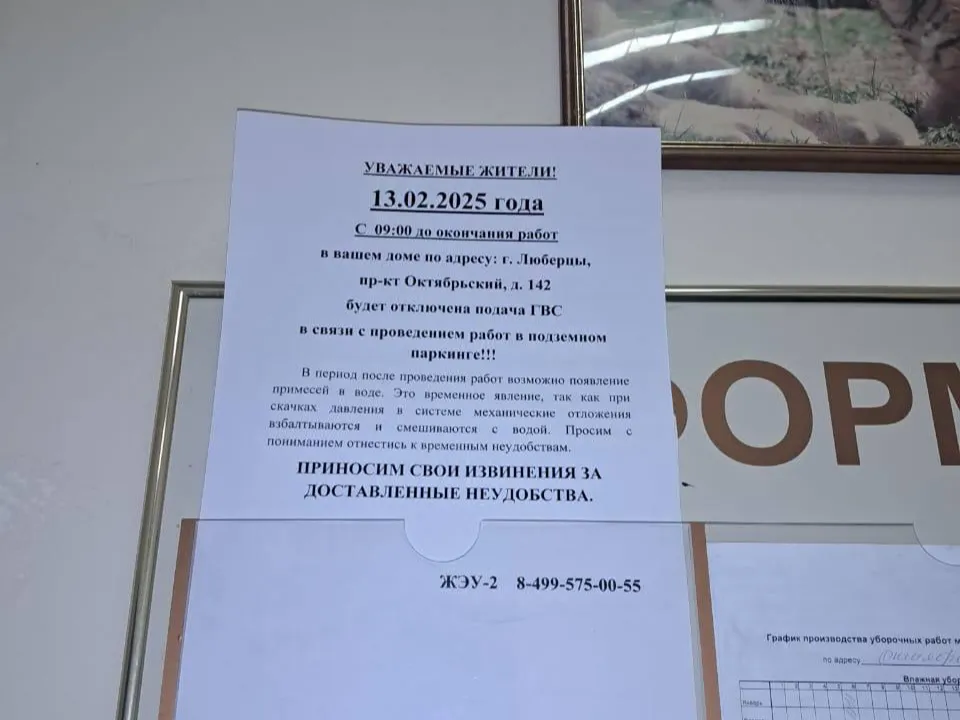 УВАЖАЕМЫЕ ЖИТЕЛИ!
13.02.2025 года
С 09:00 до окончания работ
в вашем доме по адресу: г. Люберцы,
пр-кт Октябрьский, д. 142
будет отключена подача ГВС
в связи с проведением работ в подземном
паркинге!!!
В период после проведения работ возможно появление
примесей в воде. Это временное явление, так как при
скачках давления в системе механические отложения
взбалтываются и смешиваются с водой. Просим с
пониманием отнестись к временным неудобствам.
ПРИНОСИМ СВОИ ИЗВИНЕНИЯ ЗА
ДОСТАВЛЕННЫЕ НЕУДОБСТВА.
ЖЭУ-2 8-499-575-00-55
ФОРМ
График производства уборочных работ м
по адресу
Влажная убор
Январь